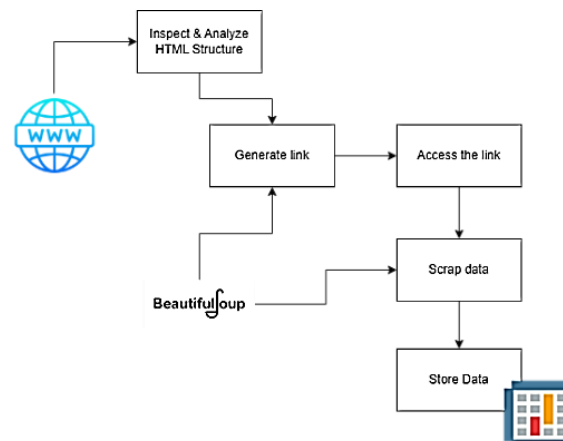 Inspect & Analyze
HTML Structure
WWW
Generate link
Access the link
BeautifulSoup
Scrap data
Store Data